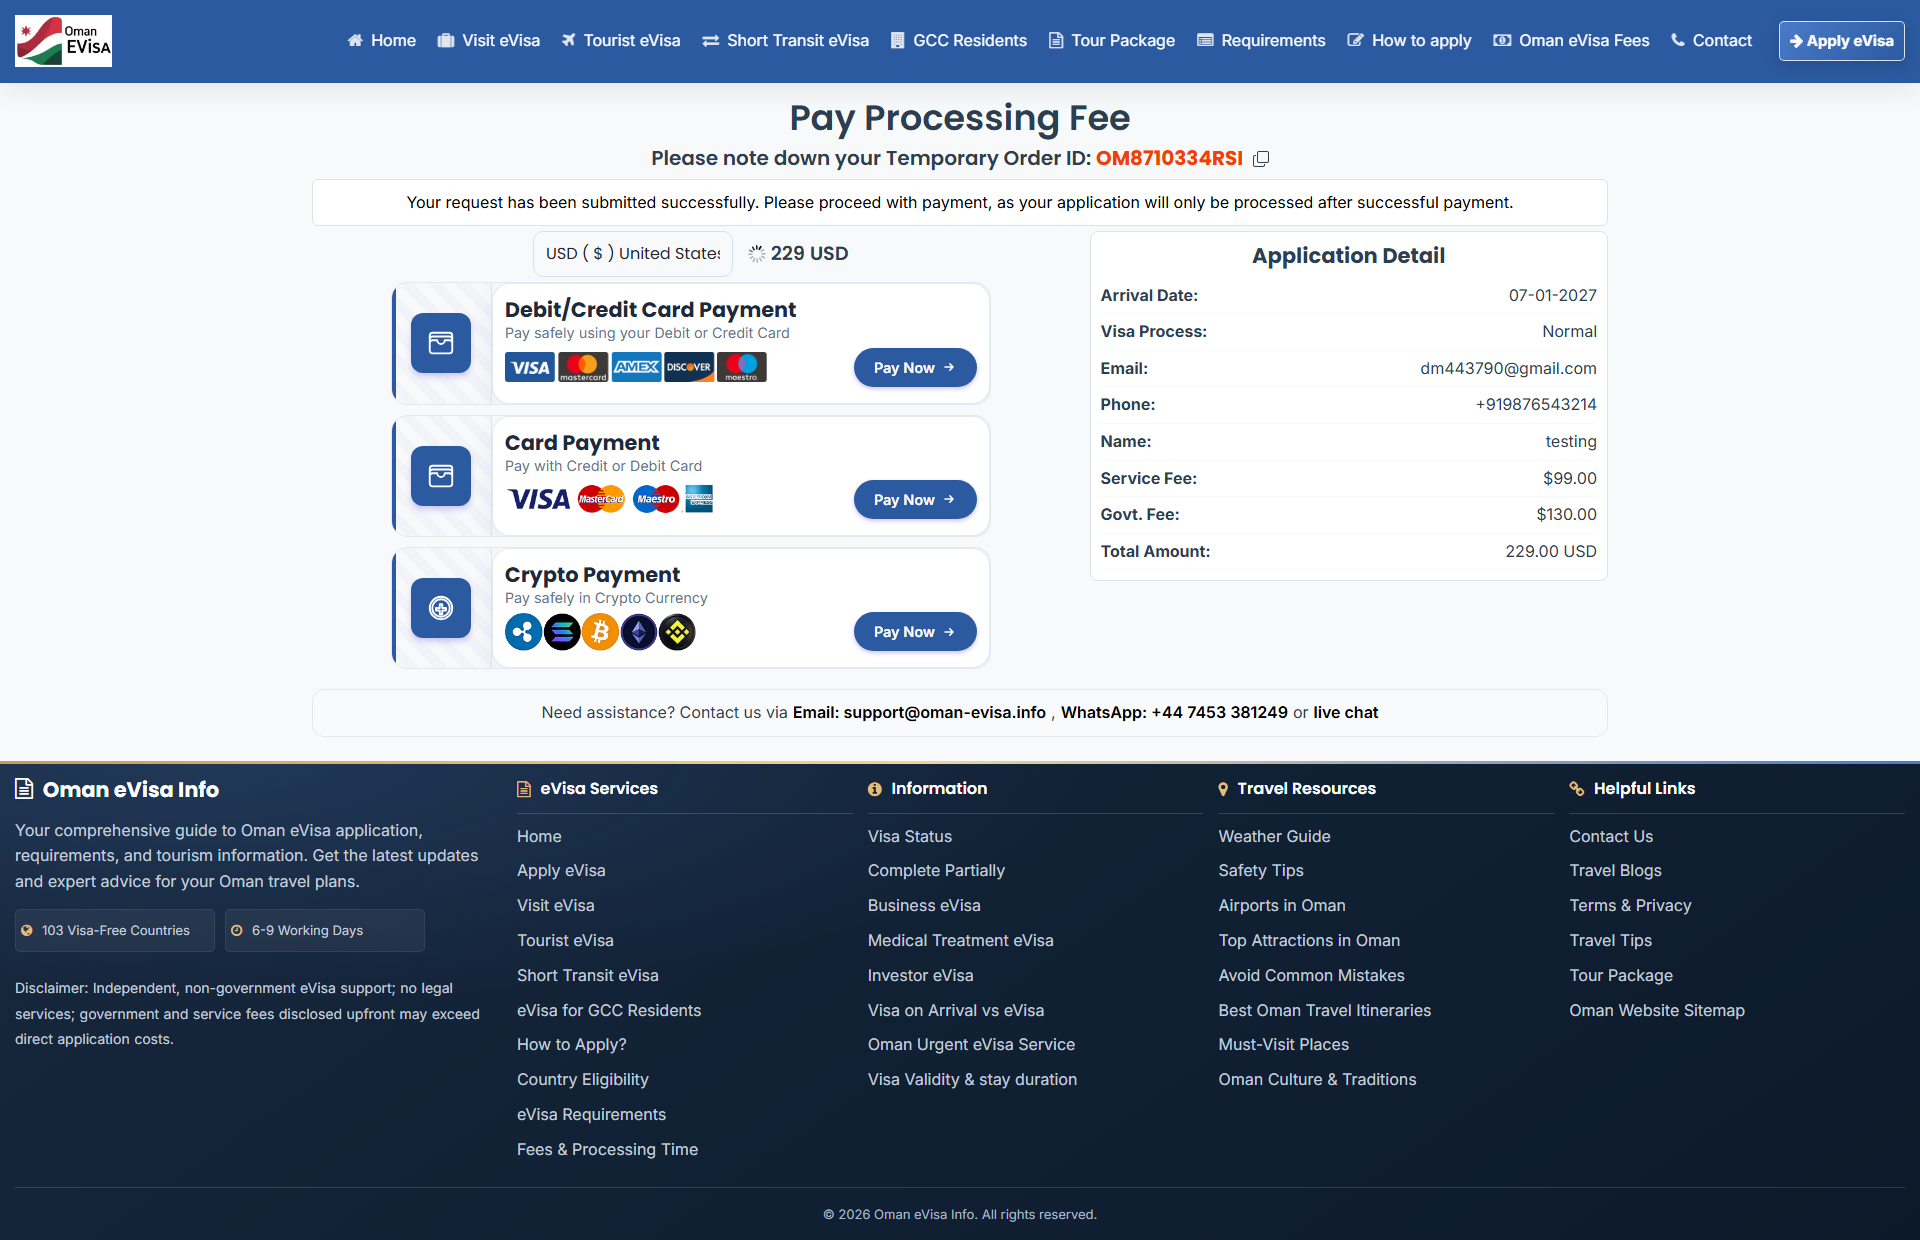 Oman
EVisa
Home
Visit eVisa
Tourist eVisa
Short Transit eVisa
GCC Residents
Tour Package
Requirements
How to apply
Oman eVisa Fees
Contact
Apply eVisa
Pay Processing Fee
Please note down your Temporary Order ID: OM8710334RSI
Your request has been submitted successfully. Please proceed with payment, as your application will only be processed after successful payment.
USD ( $ ) United States
229 USD
Debit/Credit Card Payment
Pay safely using your Debit or Credit Card
VISA
mastercard
AMEX
DISCOVER
maestro
Pay Now
Card Payment
Pay with Credit or Debit Card
VISA
MasterCard
Maestro
Pay Now
Crypto Payment
Pay safely in Crypto Currency
Pay Now
Application Detail
Arrival Date: 07-01-2027
Visa Process: Normal
Email: dm443790@gmail.com
Phone: +919876543214
Name: testing
Service Fee: $99.00
Govt. Fee: $130.00
Total Amount: 229.00 USD
Need assistance? Contact us via Email: support@oman-evisa.info , WhatsApp: +44 7453 381249 or live chat
Oman eVisa Info
Your comprehensive guide to Oman eVisa application,
requirements, and tourism information. Get the latest updates
and expert advice for your Oman travel plans.
103 Visa-Free Countries
6-9 Working Days
Disclaimer: Independent, non-government eVisa support; no legal
services; government and service fees disclosed upfront may exceed
direct application costs.
eVisa Services
Home
Apply eVisa
Visit eVisa
Tourist eVisa
Short Transit eVisa
eVisa for GCC Residents
How to Apply?
Country Eligibility
eVisa Requirements
Fees & Processing Time
Information
Visa Status
Complete Partially
Business eVisa
Medical Treatment eVisa
Investor eVisa
Visa on Arrival vs eVisa
Oman Urgent eVisa Service
Visa Validity & stay duration
Travel Resources
Weather Guide
Safety Tips
Airports in Oman
Top Attractions in Oman
Avoid Common Mistakes
Best Oman Travel Itineraries
Must-Visit Places
Oman Culture & Traditions
Helpful Links
Contact Us
Travel Blogs
Terms & Privacy
Travel Tips
Tour Package
Oman Website Sitemap
© 2026 Oman eVisa Info. All rights reserved.